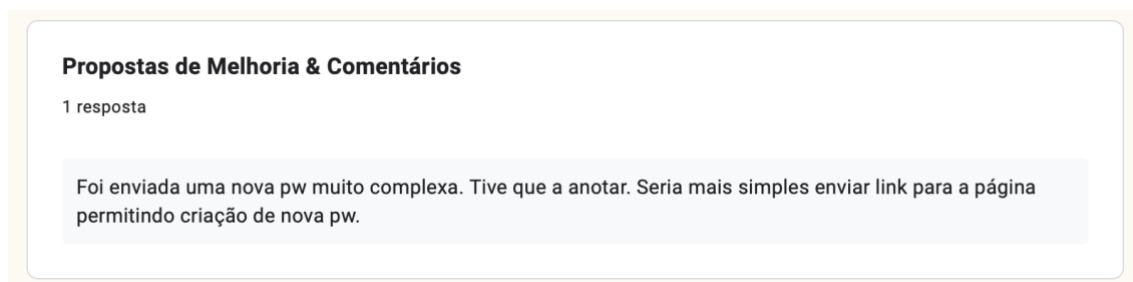 Propostas de Melhoria & Comentários
1 resposta
Foi enviada uma nova pw muito complexa. Tive que a anotar. Seria mais simples enviar link para a página
permitindo criação de nova pw.